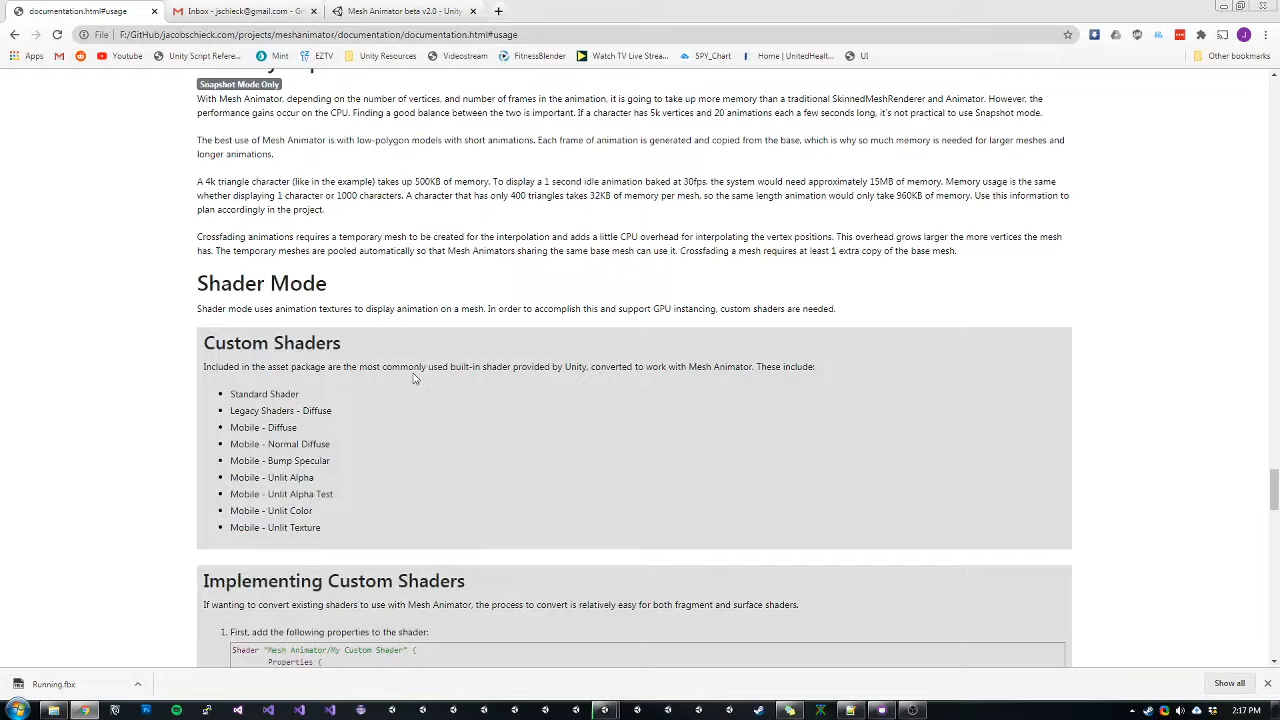 documentation.html#usage
Inbox - jschieck@gmail.com - Gm
Mesh Animator beta v2.0 - Unity
File
F:/GitHub/jacobschieck.com/projects/meshanimator/documentation/documentation.html#usage
Apps
Youtube
Unity Script Refere...
Mint
EZTV
Unity Resources
Videostream
FitnessBlender
Watch TV Live Strea...
SPY_Chart
Home | UnitedHealt...
UI
Other bookmarks
Snapshot Mode Only
With Mesh Animator, depending on the number of vertices, and number of frames in the animation, it is going to take up more memory than a traditional SkinnedMeshRenderer and Animator. However, the
performance gains occur on the CPU. Finding a good balance between the two is important. If a character has 5k vertices and 20 animations each a few seconds long, it's not practical to use Snapshot mode.
The best use of Mesh Animator is with low-polygon models with short animations. Each frame of animation is generated and copied from the base, which is why so much memory is needed for larger meshes and
longer animations.
A 4k triangle character (like in the example) takes up 500KB of memory. To display a 1 second idle animation baked at 30fps, the system would need approximately 15MB of memory. Memory usage is the same
whether displaying 1 character or 1000 characters. A character that has only 400 triangles takes 32KB of memory per mesh, so the same length animation would only take 960KB of memory. Use this information to
plan accordingly in the project.
Crossfading animations requires a temporary mesh to be created for the interpolation and adds a little CPU overhead for interpolating the vertex positions. This overhead grows larger the more vertices the mesh
has. The temporary meshes are pooled automatically so that Mesh Animators sharing the same base mesh can use it. Crossfading a mesh requires at least 1 extra copy of the base mesh.
Shader Mode
Shader mode uses animation textures to display animation on a mesh. In order to accomplish this and support GPU instancing, custom shaders are needed.
Custom Shaders
Included in the asset package are the most commonly used built-in shader provided by Unity, converted to work with Mesh Animator. These include:
Standard Shader
Legacy Shaders - Diffuse
Mobile - Diffuse
Mobile - Normal Diffuse
Mobile - Bump Specular
Mobile - Unlit Alpha
Mobile - Unlit Alpha Test
Mobile - Unlit Color
Mobile - Unlit Texture
Implementing Custom Shaders
If wanting to convert existing shaders to use with Mesh Animator, the process to convert is relatively easy for both fragment and surface shaders.
1. First, add the following properties to the shader:
Shader "Mesh Animator/My Custom Shader" {
Properties {
Running.fbx
Show all
2:17 PM